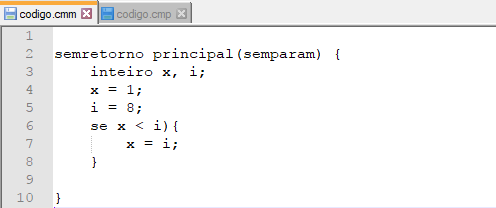 codigo.cmm codigo.cmp
1
2 semretorno principal(semparam) {
3 inteiro x, i;
4 x = 1;
5 i = 8;
6 se x < i){
7 x = i;
8 }
9
10 }